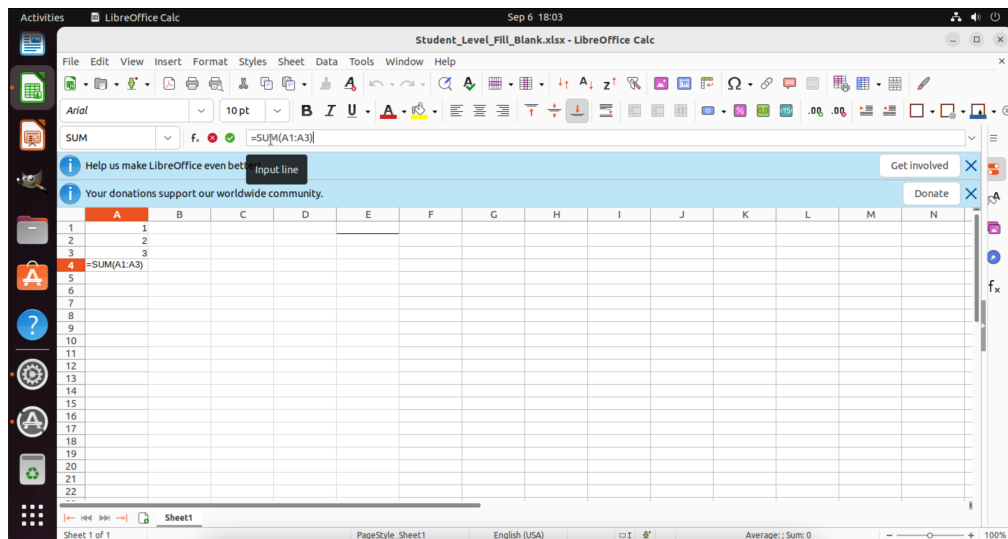 Activities LibreOffice Calc Sep 6 18:03
Student_Level_Fill_Blank.xlsx - LibreOffice Calc
File Edit View Insert Format Styles Sheet Data Tools Window Help
Arial 10 pt
SUM =SUM(A1:A3)
Help us make LibreOffice even better! Get involved
Input line
Your donations support our worldwide community. Donate
A B C D E F G H I J K L M N
1 1
2 2
3 3
4 =SUM(A1:A3)
5
6
7
8
9
10
11
12
13
14
15
16
17
18
19
20
21
22
Sheet1
Sheet 1 of 1 PageStyle_Sheet1 English (USA) Average: ; Sum: 0 100%